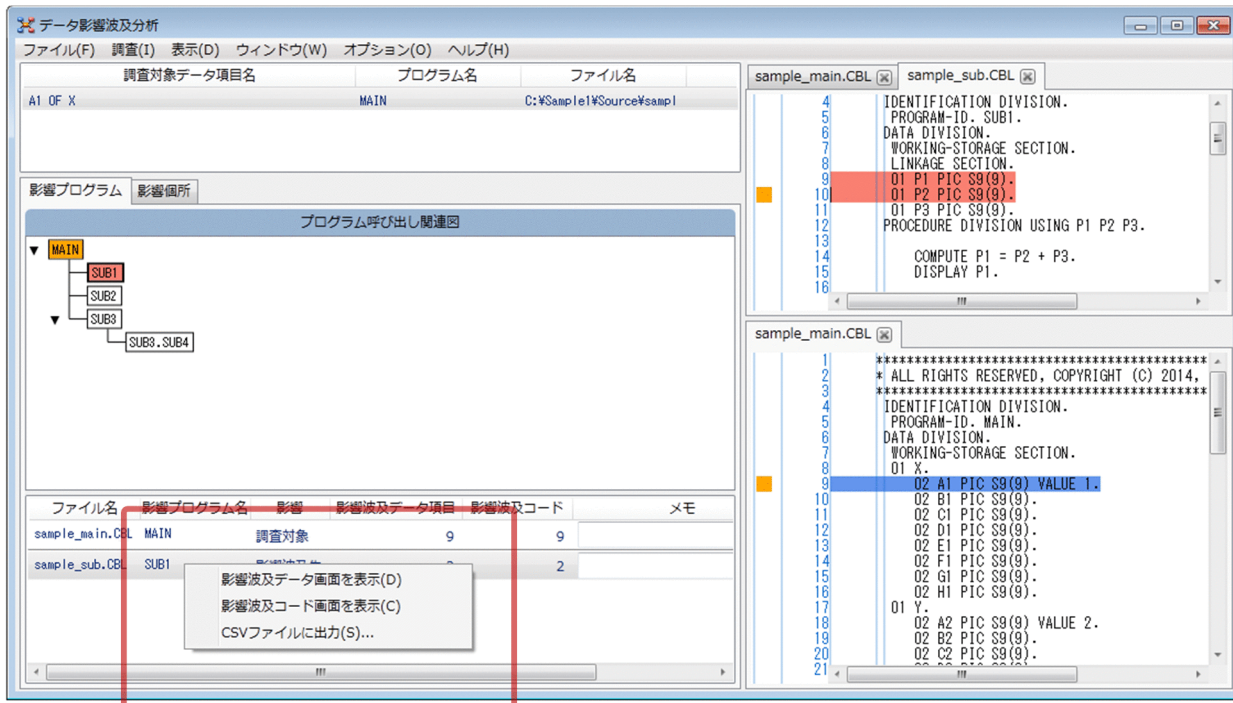 データ影響波及分析
ファイル(F) 調査(I) 表示(D) ウィンドウ(W) オプション(O) ヘルプ(H)
調査対象データ項目名 プログラム名 ファイル名
A1 OF X MAIN C:¥Sample1¥Source¥sampl
影響プログラム 影響個所
プログラム呼び出し関連図
▼ MAIN
SUB1
SUB2
▼ SUB3
SUB3.SUB4
ファイル名 影響プログラム名 影響 影響波及データ項目 影響波及コード メモ
sample_main.CBL MAIN 調査対象 9 9
sample_sub.CBL SUB1 2
影響波及データ画面を表示(D)
影響波及コード画面を表示(C)
CSVファイルに出力(S)...
sample_main.CBL sample_sub.CBL
4 IDENTIFICATION DIVISION.
5 PROGRAM-ID. SUB1.
6 DATA DIVISION.
7 WORKING-STORAGE SECTION.
8 LINKAGE SECTION.
9 01 P1 PIC S9(9).
10 01 P2 PIC S9(9).
11 01 P3 PIC S9(9).
12 PROCEDURE DIVISION USING P1 P2 P3.
13
14 COMPUTE P1 = P2 + P3.
15 DISPLAY P1.
16
sample_main.CBL
1 *******************************************
2 * ALL RIGHTS RESERVED, COPYRIGHT (C) 2014,
3 *******************************************
4 IDENTIFICATION DIVISION.
5 PROGRAM-ID. MAIN.
6 DATA DIVISION.
7 WORKING-STORAGE SECTION.
8 01 X.
9 02 A1 PIC S9(9) VALUE 1.
10 02 B1 PIC S9(9).
11 02 C1 PIC S9(9).
12 02 D1 PIC S9(9).
13 02 E1 PIC S9(9).
14 02 F1 PIC S9(9).
15 02 G1 PIC S9(9).
16 02 H1 PIC S9(9).
17 01 Y.
18 02 A2 PIC S9(9) VALUE 2.
19 02 B2 PIC S9(9).
20 02 C2 PIC S9(9).
21